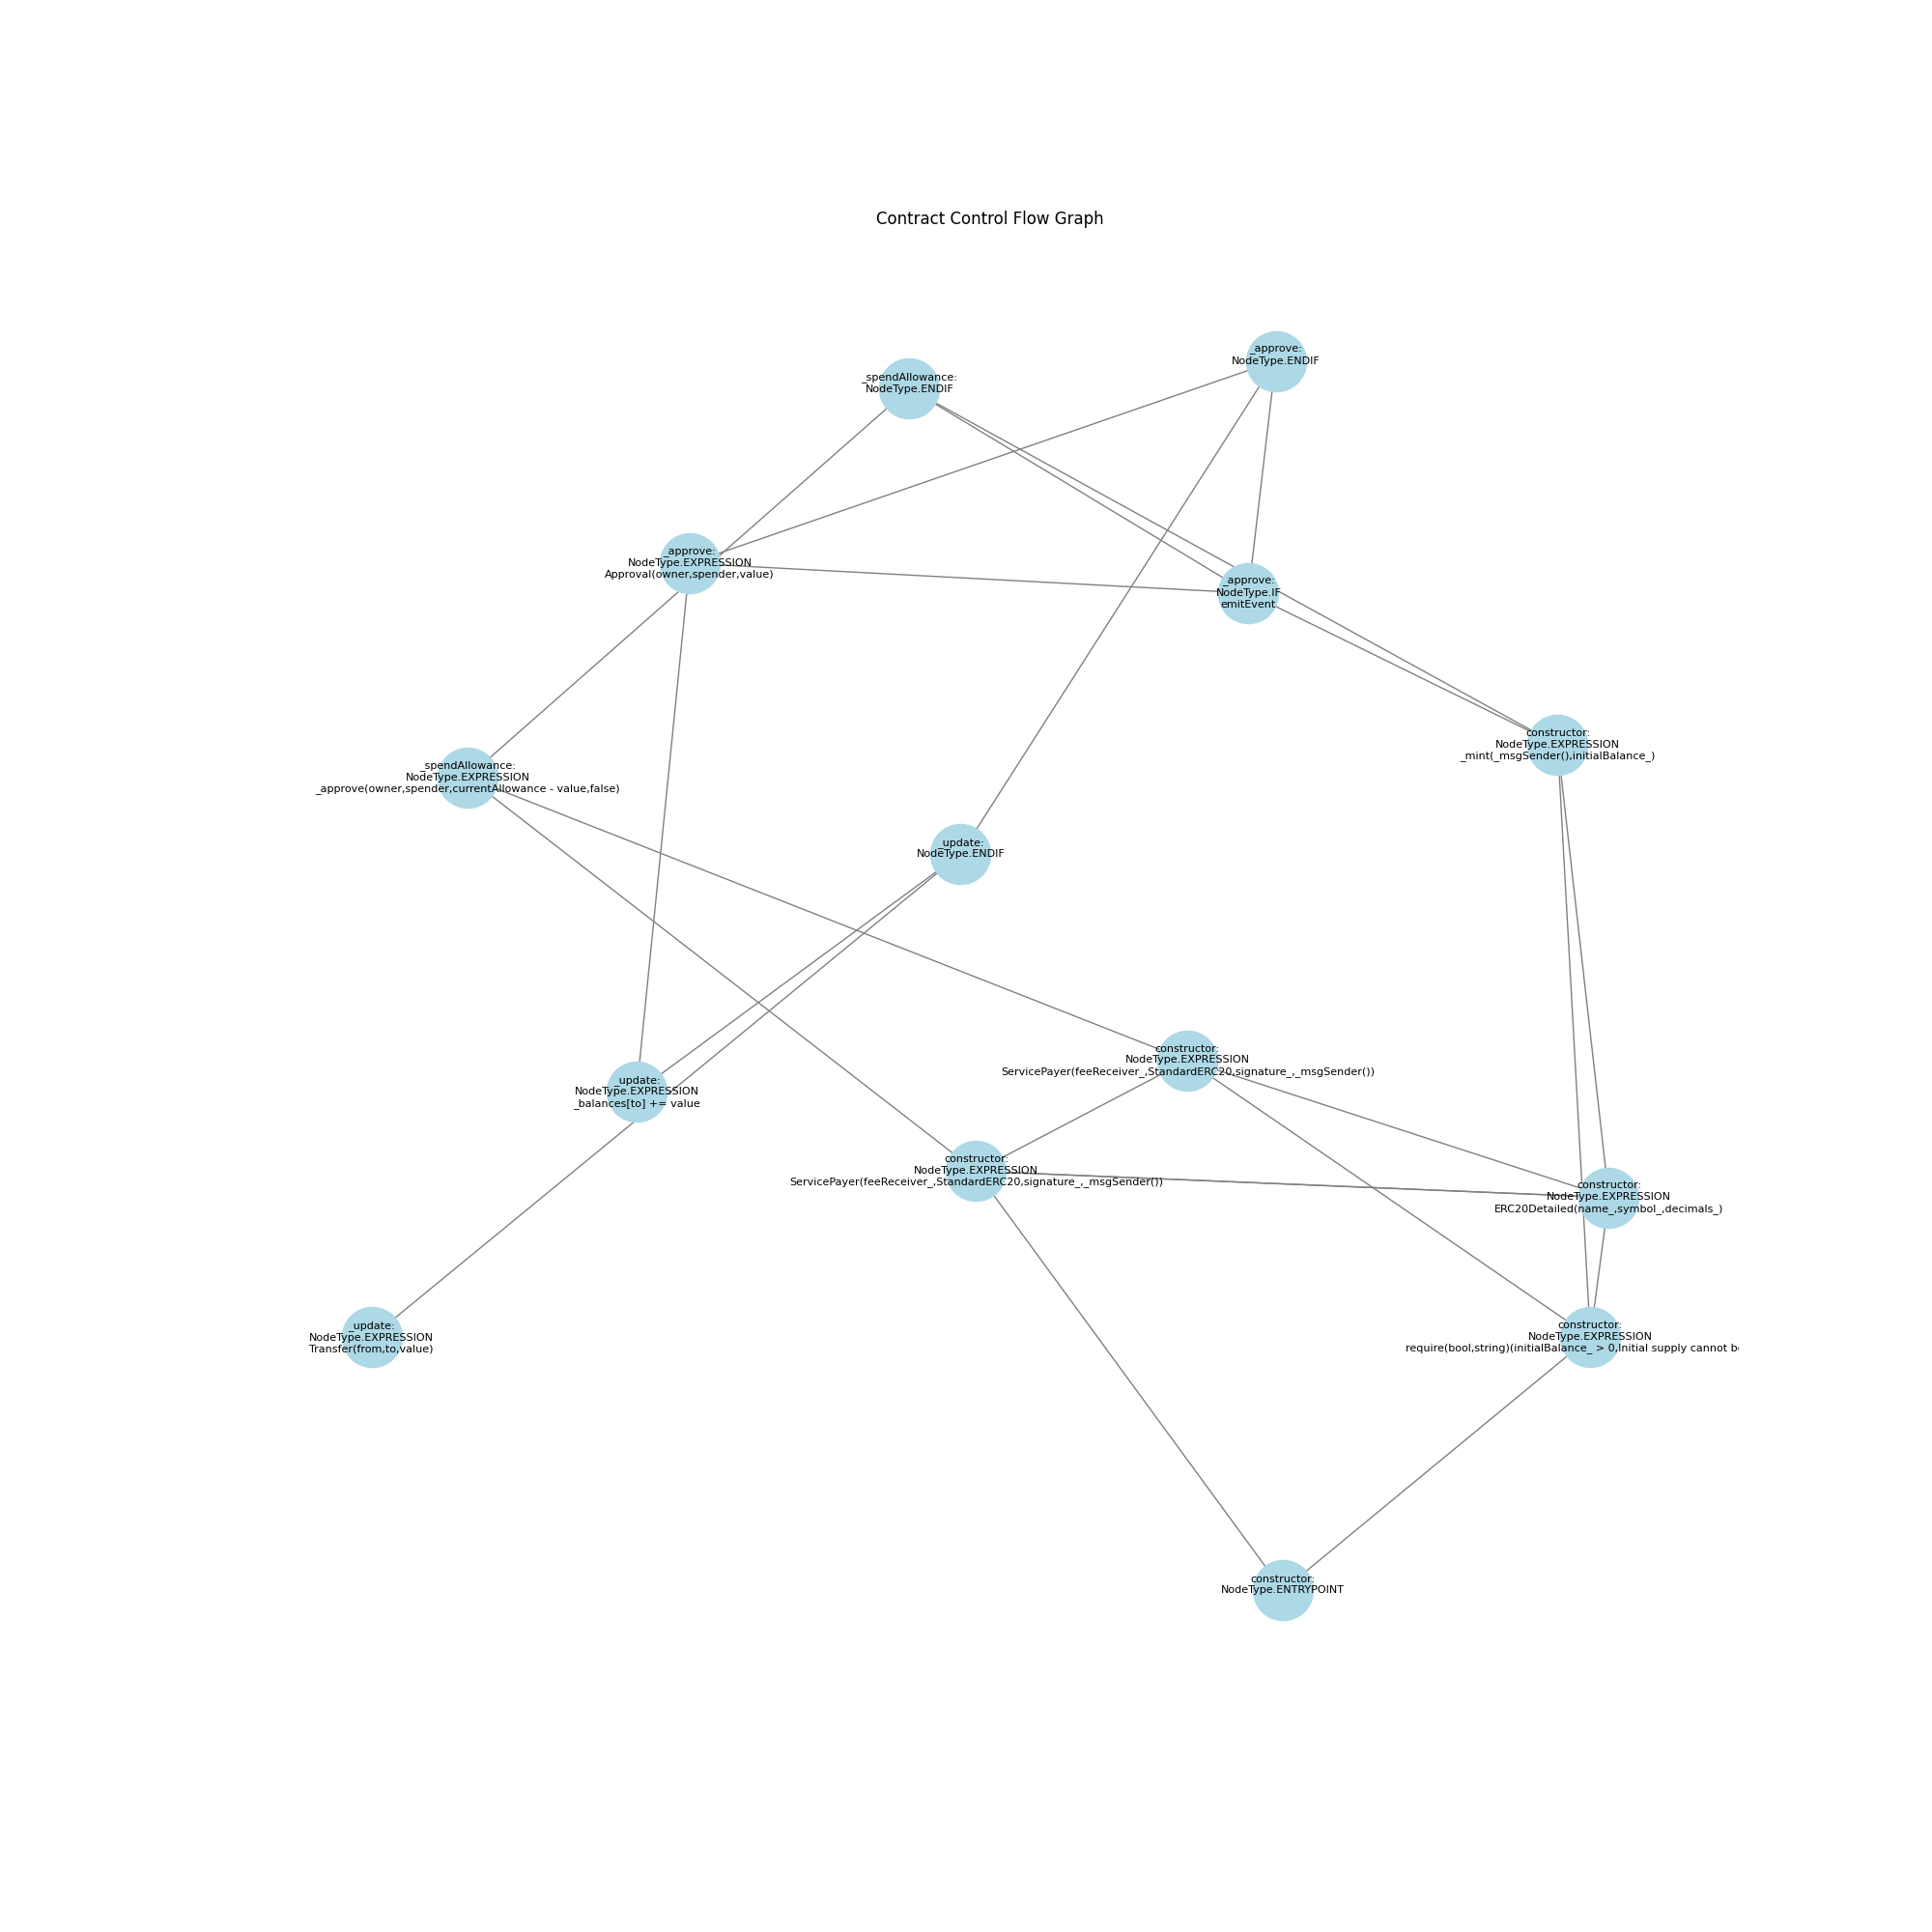 Contract Control Flow Graph
_approve:
NodeType.ENDIF
_spendAllowance:
NodeType.ENDIF
_approve:
NodeType.EXPRESSION
Approval(owner,spender,value)
_approve:
NodeType.IF
emitEvent
constructor:
NodeType.EXPRESSION
_mint(_msgSender(),initialBalance_)
_spendAllowance:
NodeType.EXPRESSION
_approve(owner,spender,currentAllowance - value,false)
_update:
NodeType.ENDIF
constructor:
NodeType.EXPRESSION
ServicePayer(feeReceiver_,StandardERC20,signature_,_msgSender())
_update:
NodeType.EXPRESSION
_balances[to] += value
constructor:
NodeType.EXPRESSION
ServicePayer(feeReceiver_,StandardERC20,signature_,_msgSender())
constructor:
NodeType.EXPRESSION
ERC20Detailed(name_,symbol_,decimals_)
_update:
NodeType.EXPRESSION
Transfer(from,to,value)
constructor:
NodeType.EXPRESSION
require(bool,string)(initialBalance_ > 0,Initial supply cannot
constructor:
NodeType.ENTRYPOINT